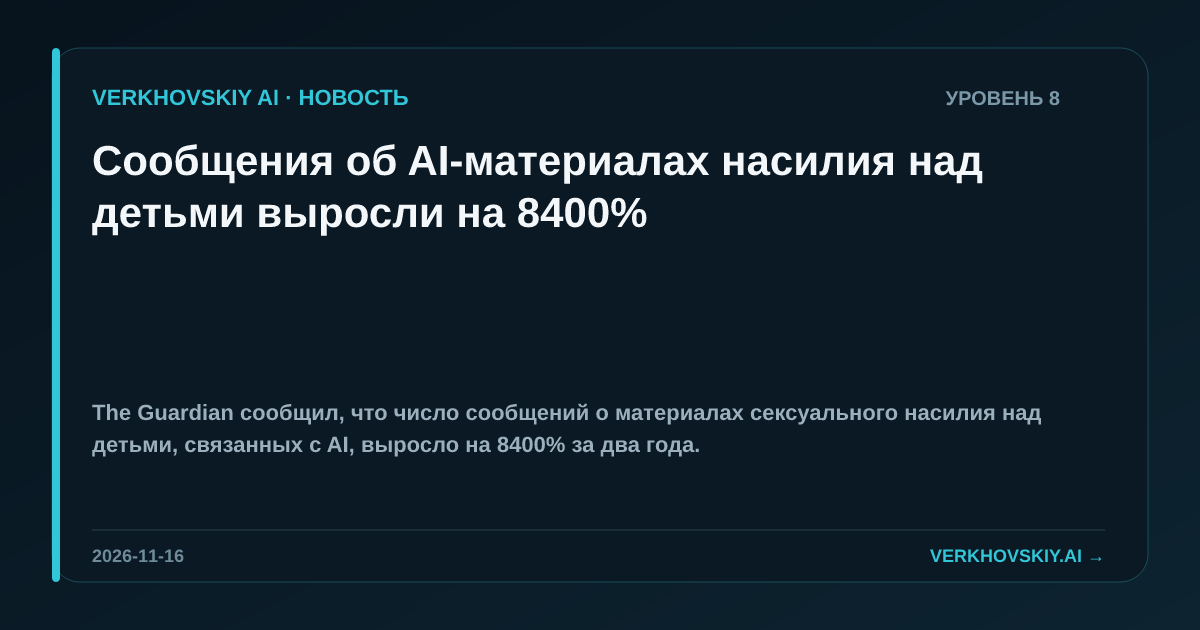 VERKHOVSKIY AI · НОВОСТЬ
УРОВЕНЬ 8
Сообщения об AI-материалах насилия над
детьми выросли на 8400%
The Guardian сообщил, что число сообщений о материалах сексуального насилия над
детьми, связанных с AI, выросло на 8400% за два года.
2026-11-16
VERKHOVSKIY.AI →